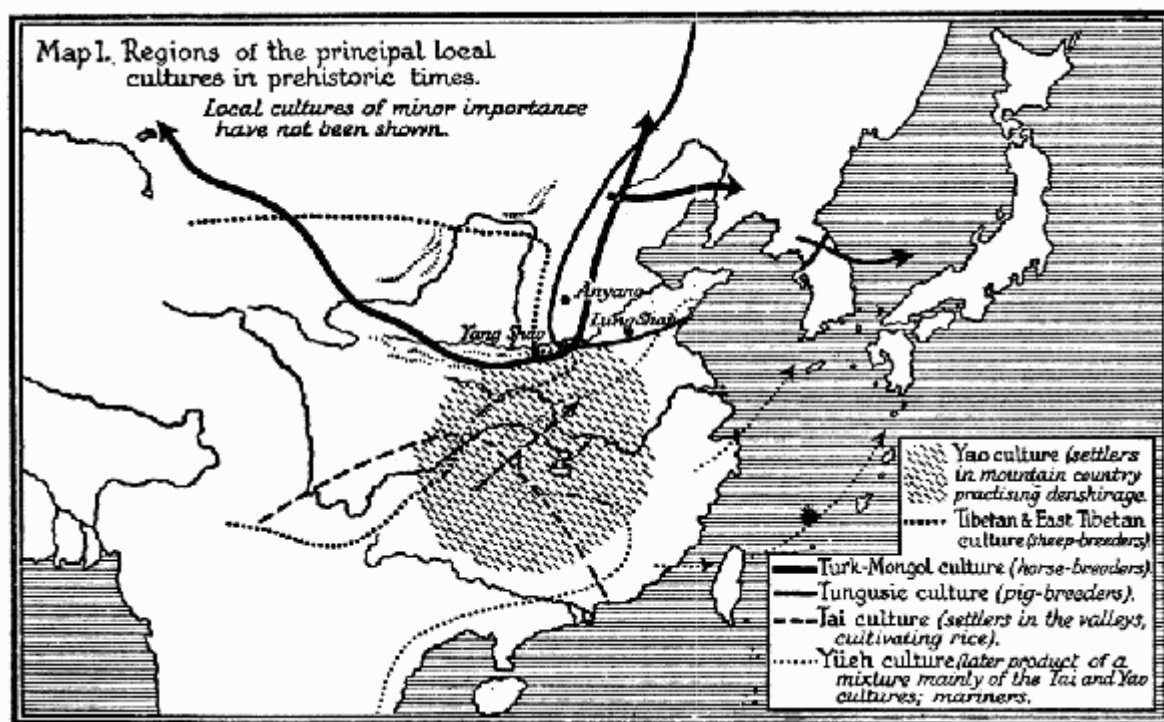 Map 1. Regions of the principal local
cultures in prehistoric times.
Local cultures of minor importance
have not been shown.
Anyang
Lung Shan
Yang Shao
A B
Yao culture (settlers
in mountain country
practising denshirage.
Tibetan & East Tibetan
culture (sheep-breeders)
Turk-Mongol culture (horse-breeders)
Tungusic culture (pig-breeders).
Tai culture (settlers in the valleys,
cultivating rice).
Yüeh culture (later product of a
mixture mainly of the Tai and Yao
cultures; mariners.